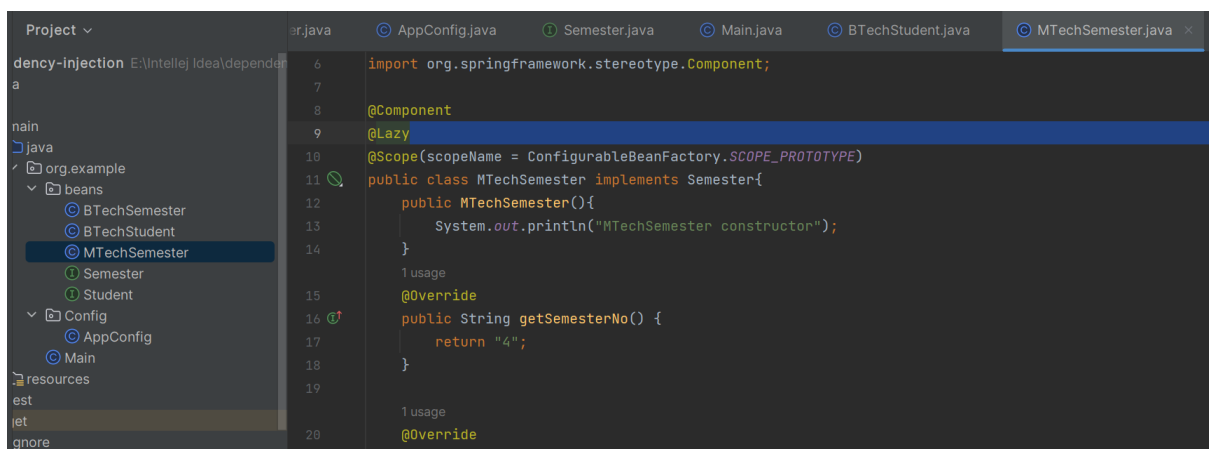 Project
er.java AppConfig.java Semester.java Main.java BTechStudent.java MTechSemester.java
dency-injection E:\Intellej Idea\depender
a
main
java
org.example
beans
BTechSemester
BTechStudent
MTechSemester
Semester
Student
Config
AppConfig
Main
resources
est
get
gnore
6 import org.springframework.stereotype.Component;
7
8 @Component
9 @Lazy
10 @Scope(scopeName = ConfigurableBeanFactory.SCOPE_PROTOTYPE)
11 public class MTechSemester implements Semester{
12 public MTechSemester(){
13 System.out.println("MTechSemester constructor");
14 }
1 usage
15 @Override
16 public String getSemesterNo() {
17 return "4";
18 }
19
1 usage
20 @Override